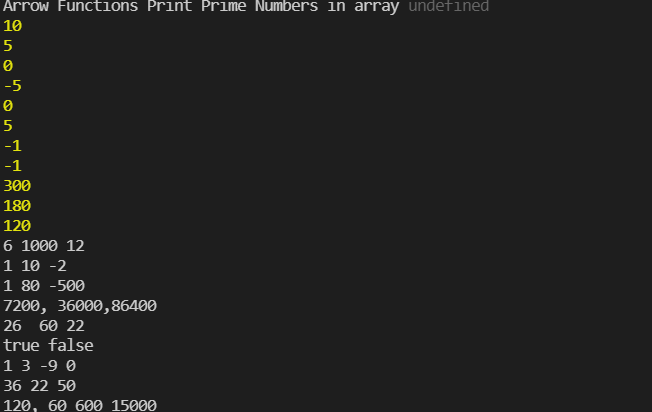 Arrow Functions Print Prime Numbers in array undefined
10
5
0
-5
0
5
-1
-1
300
180
120
6 1000 12
1 10 -2
1 80 -500
7200, 36000,86400
26  60 22
true false
1 3 -9 0
36 22 50
120, 60 600 15000